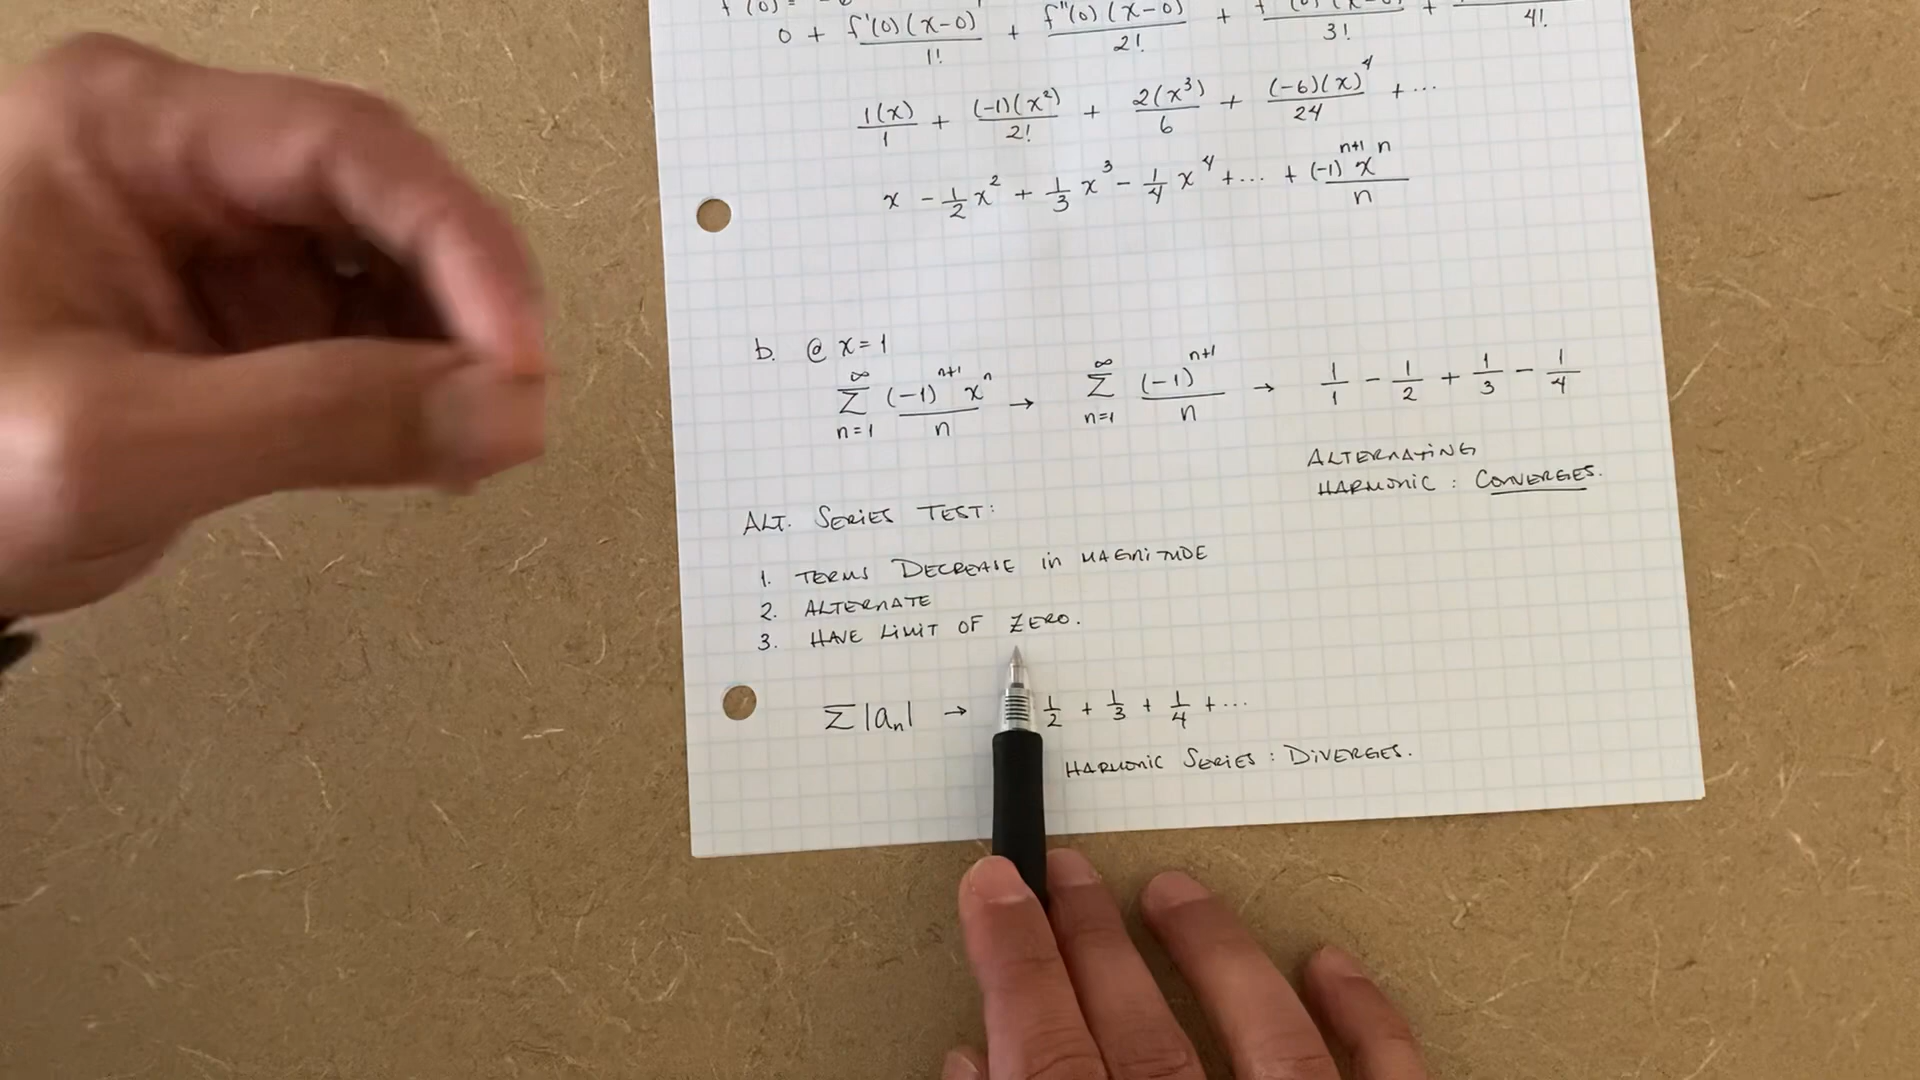 0 + f'(0)(x-0)/1! + f''(0)(x-0)/2! + /3! + /4!
1(x)/1 + (-1)(x²)/2! + 2(x³)/6 + (-6)(x)⁴/24 + ...
x - 1/2 x² + 1/3 x³ - 1/4 x⁴ + ... + (-1)ⁿ⁺¹ xⁿ/n
b. @ x = 1
∞ Σ n=1 (-1)ⁿ⁺¹ xⁿ/n → ∞ Σ n=1 (-1)ⁿ⁺¹/n → 1/1 - 1/2 + 1/3 - 1/4
ALTERNATING
HARMONIC : CONVERGES.
ALT. SERIES TEST:
1. TERMS DECREASE in MAGNITUDE
2. ALTERNATE
3. HAVE LIMIT OF ZERO.
Σ|aₙ| → 1/2 + 1/3 + 1/4 + ...
HARMONIC SERIES : DIVERGES.